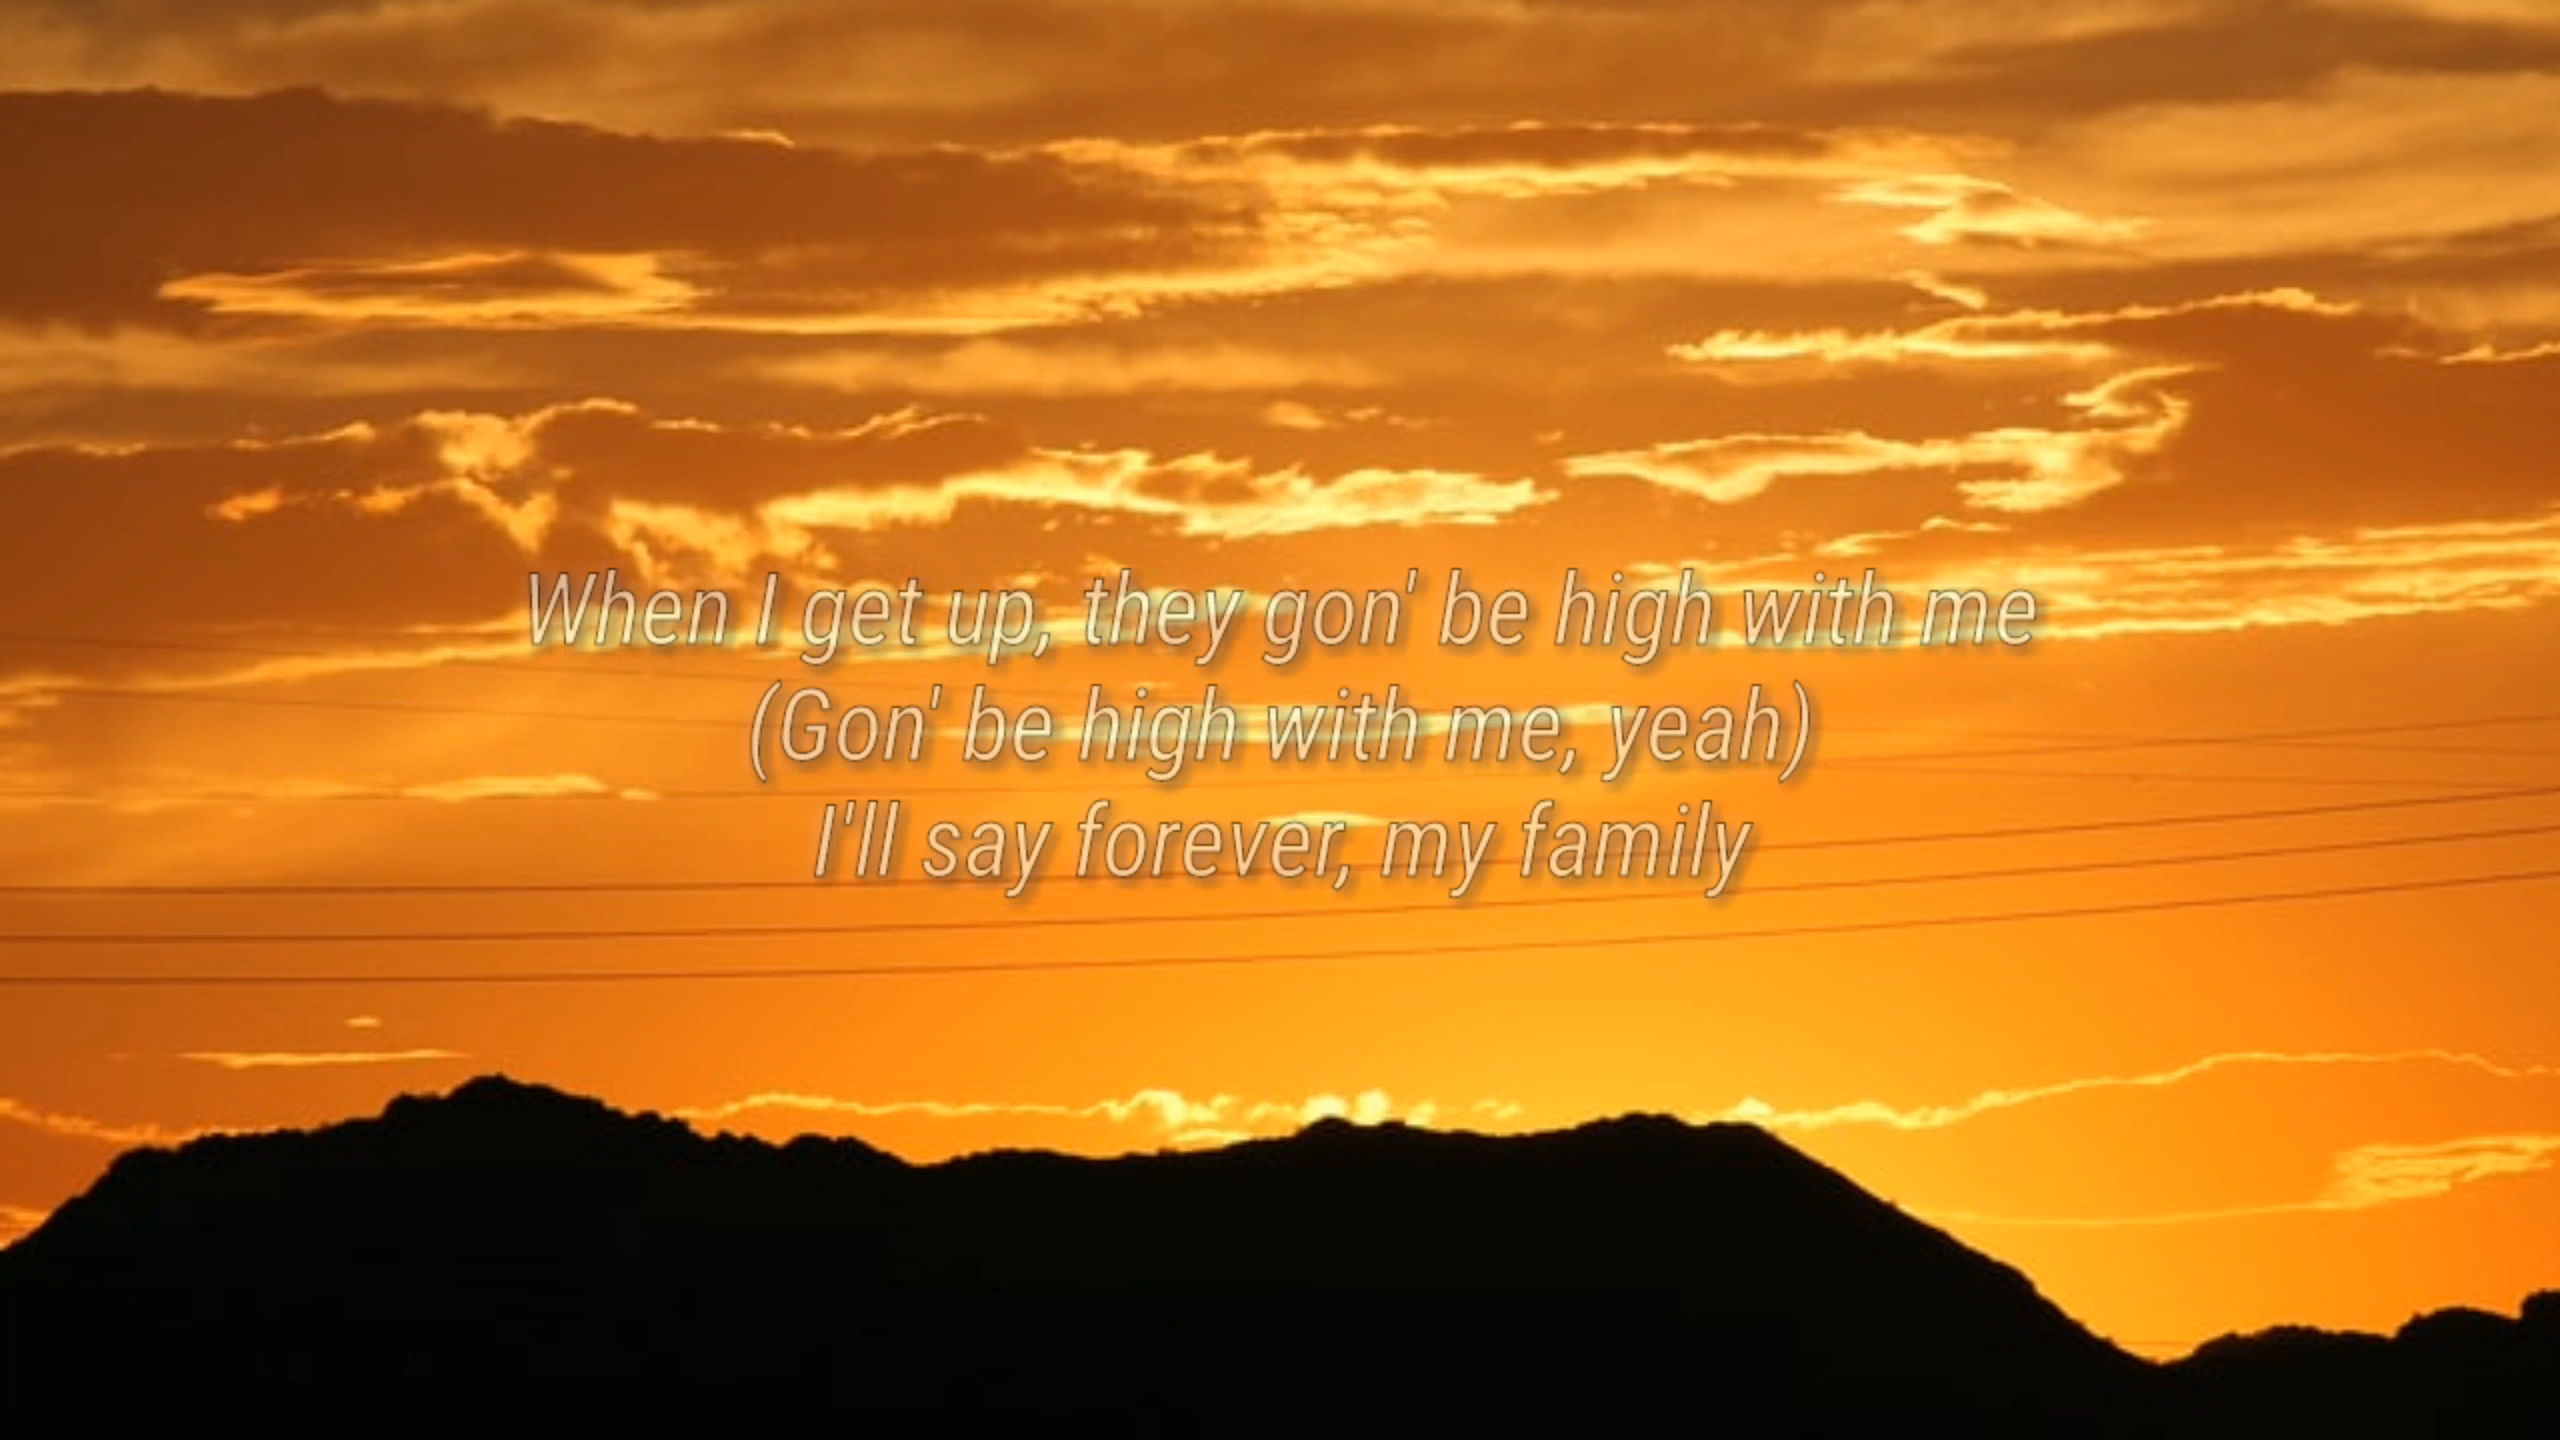 When I get up, they gon' be high with me
(Gon' be high with me, yeah)
I'll say forever, my family